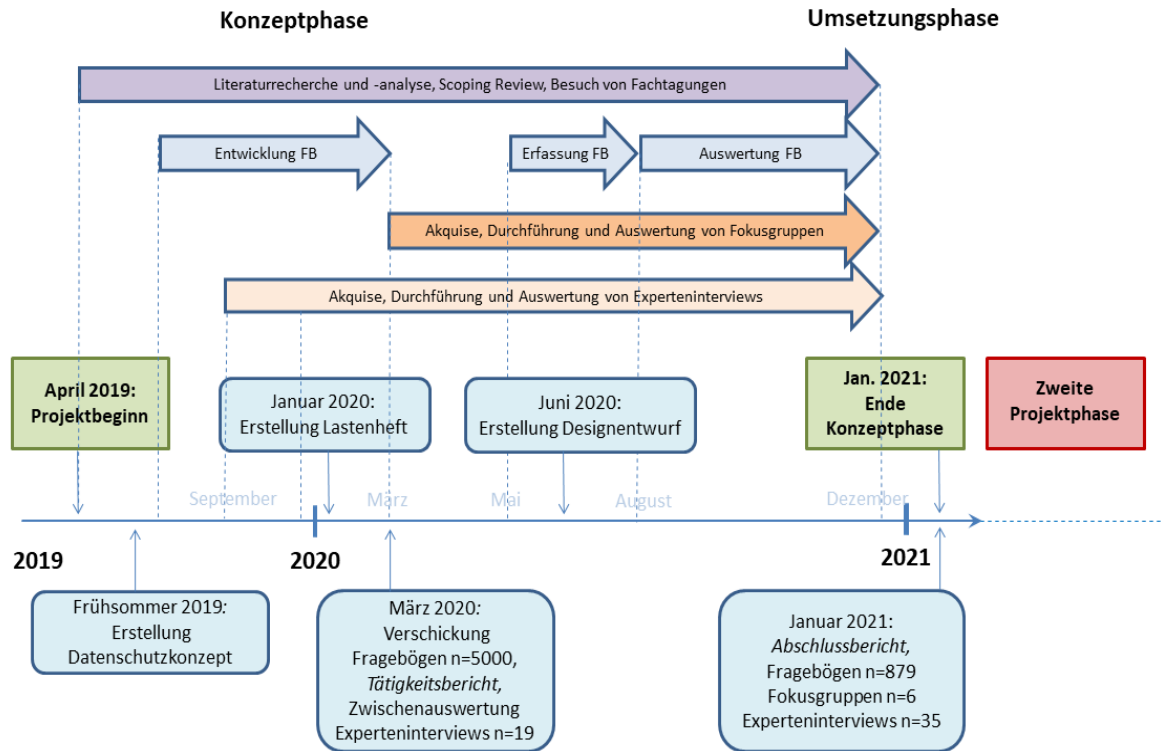 Konzeptphase
Umsetzungsphase
Literaturrecherche und -analyse, Scoping Review, Besuch von Fachtagungen
Entwicklung FB
Erfassung FB
Auswertung FB
Akquise, Durchführung und Auswertung von Fokusgruppen
Akquise, Durchführung und Auswertung von Experteninterviews
April 2019:
Projektbeginn
Januar 2020:
Erstellung Lastenheft
Juni 2020:
Erstellung Designentwurf
Jan. 2021:
Ende
Konzeptphase
Zweite
Projektphase
September
März
Mai
August
Dezember
2019
2020
2021
Frühsommer 2019:
Erstellung
Datenschutzkonzept
März 2020:
Verschickung
Fragebögen n=5000,
Tätigkeitsbericht,
Zwischenauswertung
Experteninterviews n=19
Januar 2021:
Abschlussbericht,
Fragebögen n=879
Fokusgruppen n=6
Experteninterviews n=35